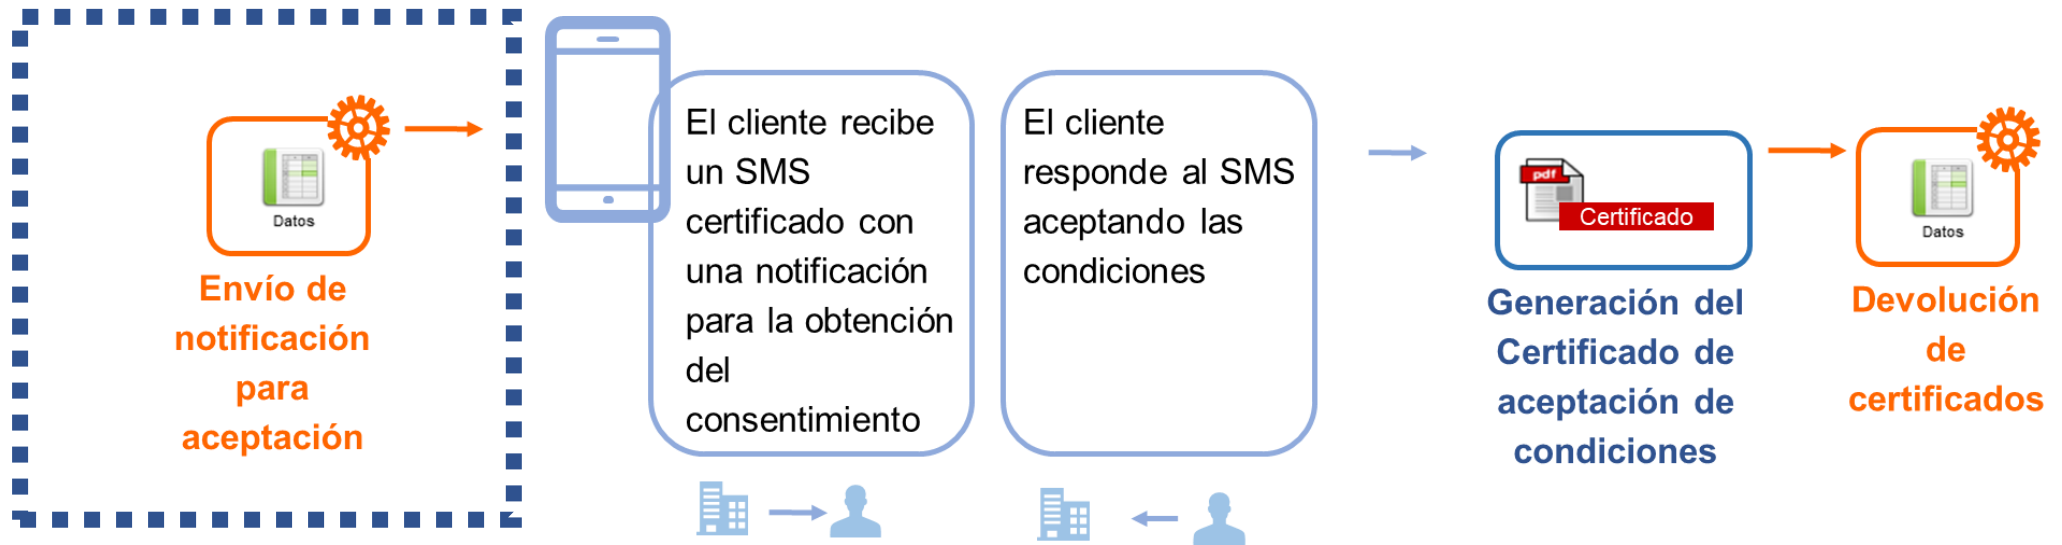 Datos
Envío de
notificación
para
aceptación
El cliente recibe
un SMS
certificado con
una notificación
para la obtención
del
consentimiento
El cliente
responde al SMS
aceptando las
condiciones
pdf
Certificado
Generación del
Certificado de
aceptación de
condiciones
Datos
Devolución
de
certificados